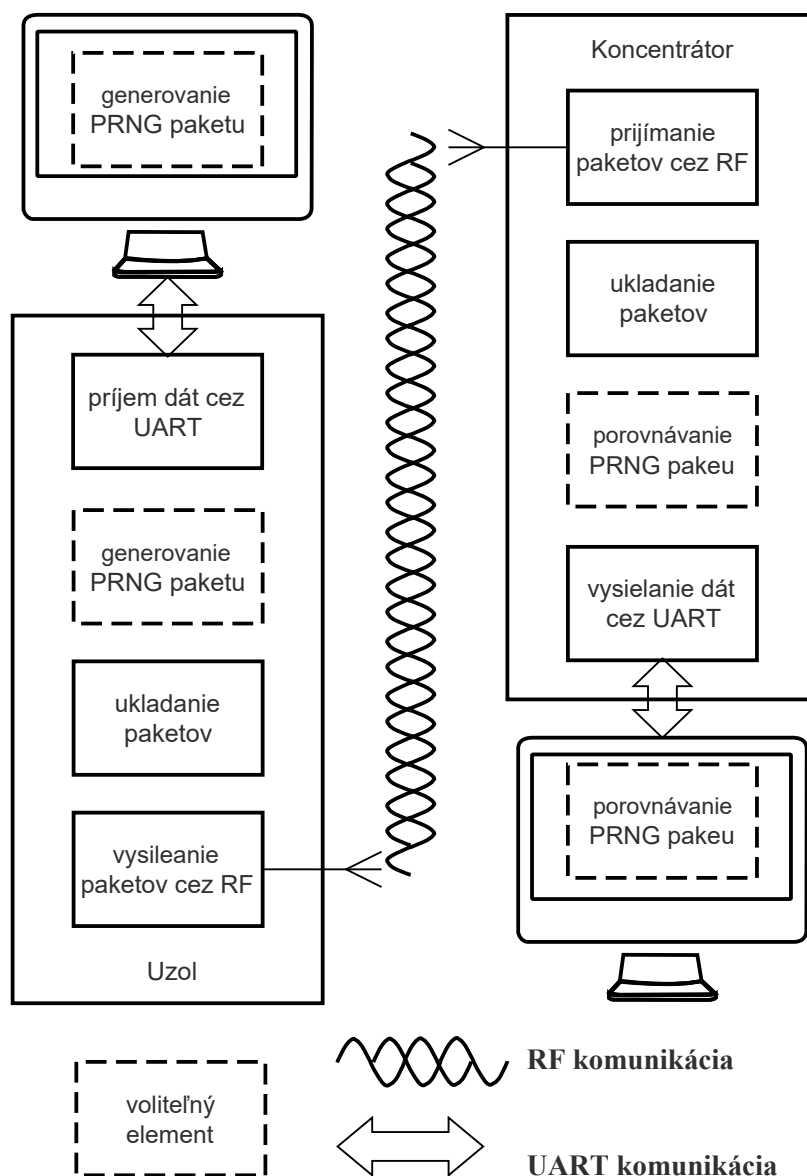 generovanie
PRNG paketu
príjem dát cez
UART
generovanie
PRNG paketu
ukladanie
paketov
vysileanie
paketov cez RF
Uzol
Koncentrátor
prijímanie
paketov cez RF
ukladanie
paketov
porovnávanie
PRNG pakeu
vysielanie dát
cez UART
porovnávanie
PRNG pakeu
voliteľný
element
RF komunikácia
UART komunikácia